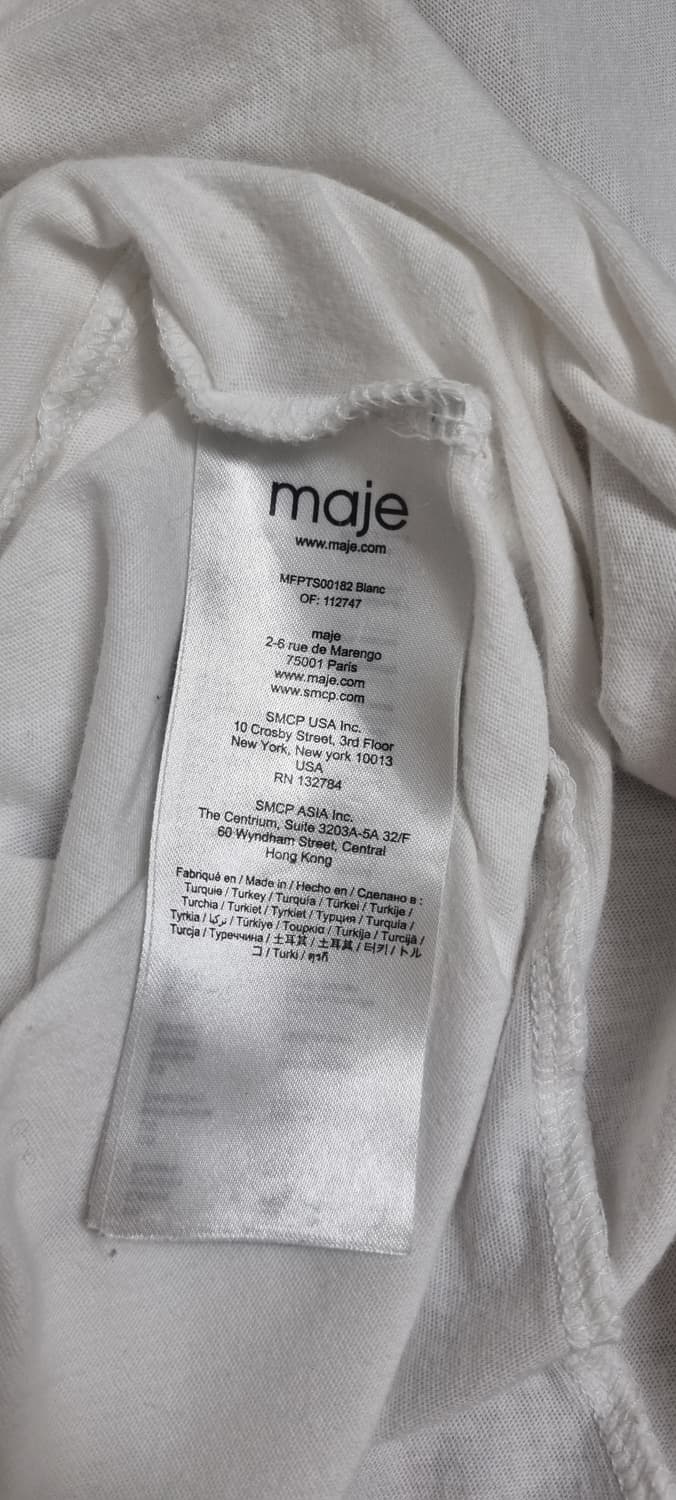 maje
www.maje.com
MFPTS00182 Blanc
OF: 112747
maje
2-6 rue de Marengo
75001 Paris
www.maje.com
www.smcp.com
SMCP USA Inc.
10 Crosby Street, 3rd Floor
New York, New york 10013
USA
RN 132784
SMCP ASIA Inc.
The Centrium, Suite 3203A-5A 32/F
60 Wyndham Street, Central
Hong Kong
Fabriqué en / Made in / Hecho en / Сделано в :
Turquie / Turkey / Turquía / Türkei / Turkije /
Turchia / Turkiet / Tyrkiet / Турция / Turquia /
Tyrkia / تركيا / Türkiye / Τουρκία / Turkija / Turcijā /
Turcja / Туреччина / 土耳其 / 土耳其 / 터키 / トル
コ / Turki / ตุรกี